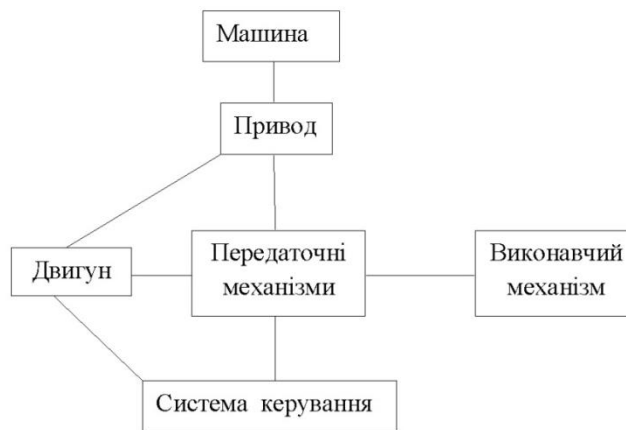 Машина
Привод
Двигун
Передаточні
механізми
Виконавчий
механізм
Система керування